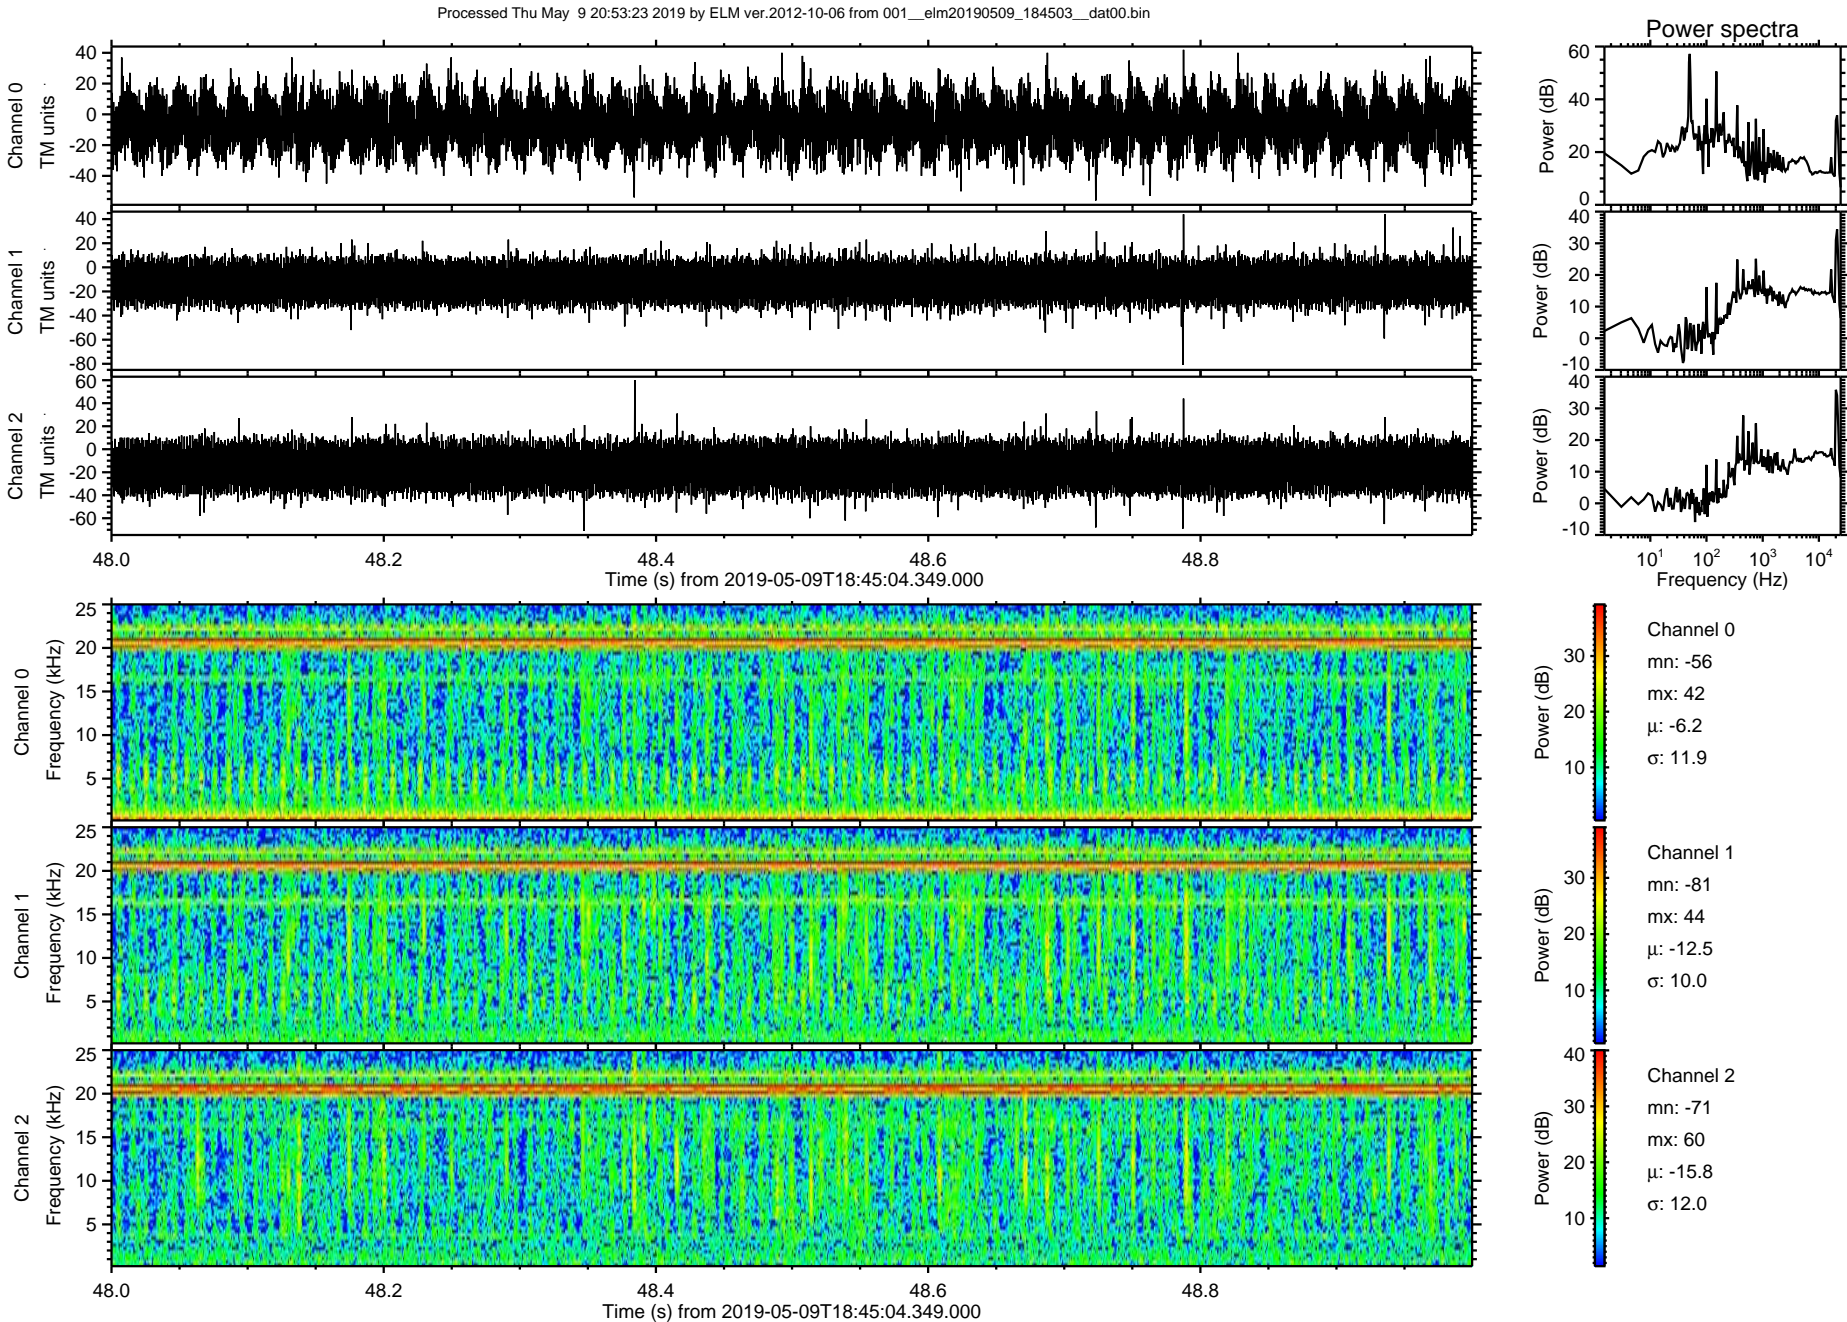 Processed Thu May  9 20:53:23 2019 by ELM ver.2012-10-06 from 001__elm20190509_184503__dat00.bin
Power spectra
Channel 0
TM units
40
20
0
-20
-40
Power (dB)
60
40
20
0
Channel 1
TM units
40
20
0
-20
-40
-60
-80
Power (dB)
40
30
20
10
0
-10
Channel 2
TM units
60
40
20
0
-20
-40
-60
Power (dB)
40
30
20
10
0
-10
48.0 48.2 48.4 48.6 48.8
Time (s) from 2019-05-09T18:45:04.349.000
10^1 10^2 10^3 10^4
Frequency (Hz)
Channel 0
Frequency (kHz)
25
20
15
10
5
Power (dB)
30
20
10
Channel 0
mn: -56
mx: 42
μ: -6.2
σ: 11.9
Channel 1
Frequency (kHz)
25
20
15
10
5
Power (dB)
30
20
10
Channel 1
mn: -81
mx: 44
μ: -12.5
σ: 10.0
Channel 2
Frequency (kHz)
25
20
15
10
5
Power (dB)
40
30
20
10
Channel 2
mn: -71
mx: 60
μ: -15.8
σ: 12.0
48.0 48.2 48.4 48.6 48.8
Time (s) from 2019-05-09T18:45:04.349.000